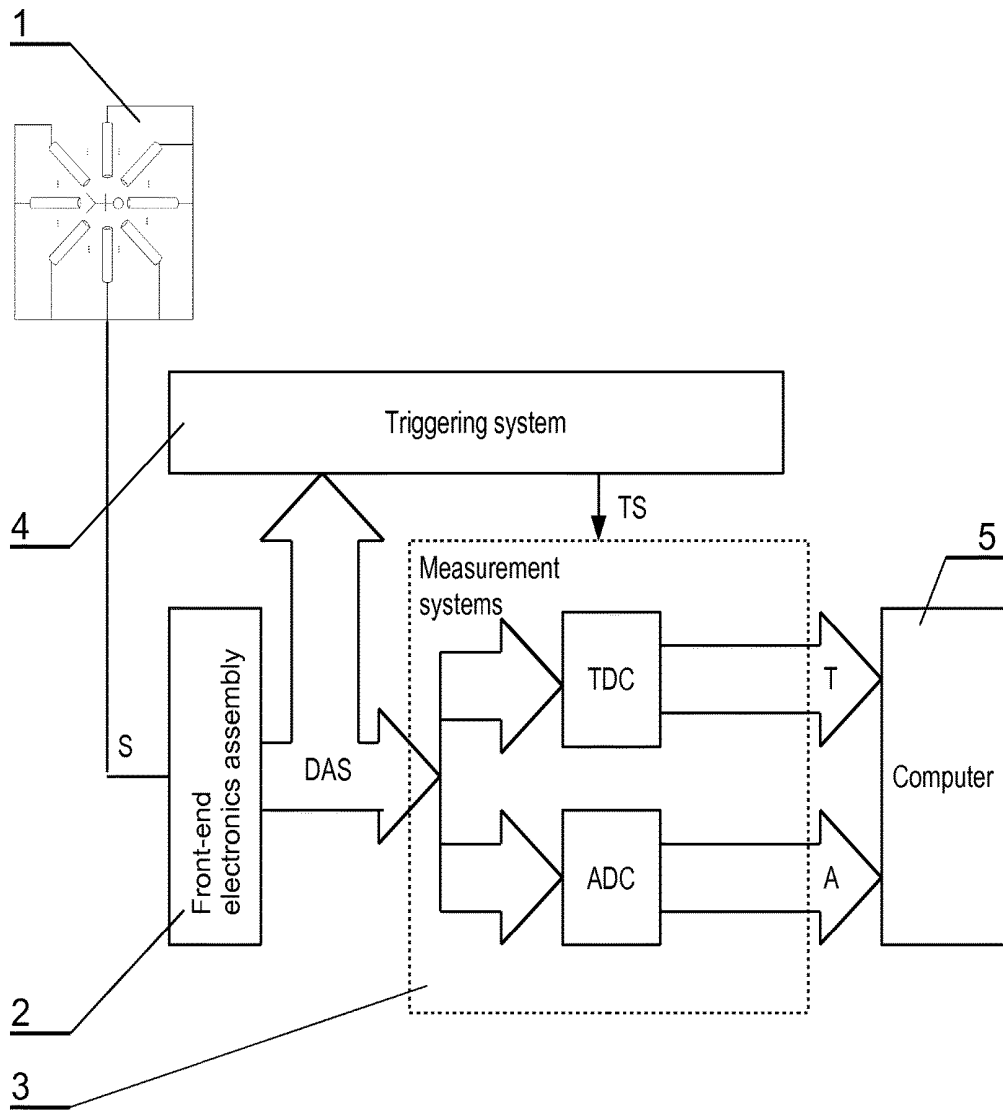 1
Triggering system
4
TS
5
Measurement
systems
TDC
T
S
Front-end
electronics assembly
DAS
Computer
ADC
A
2
3